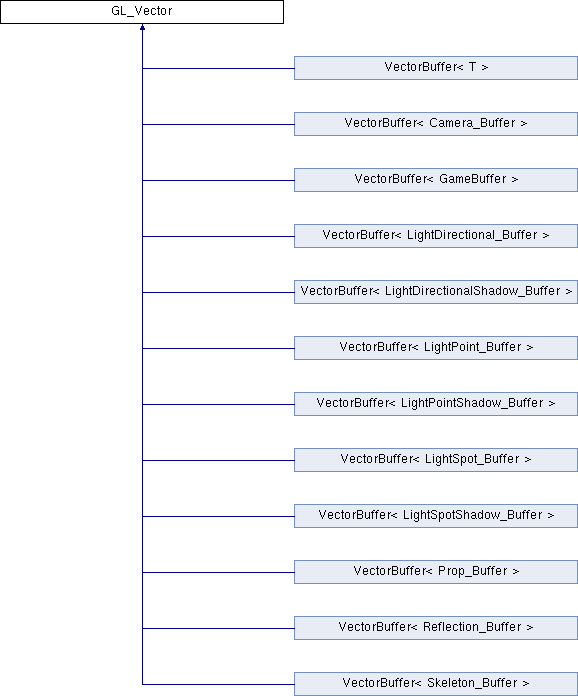 GL_Vector
VectorBuffer< T >
VectorBuffer< Camera_Buffer >
VectorBuffer< GameBuffer >
VectorBuffer< LightDirectional_Buffer >
VectorBuffer< LightDirectionalShadow_Buffer >
VectorBuffer< LightPoint_Buffer >
VectorBuffer< LightPointShadow_Buffer >
VectorBuffer< LightSpot_Buffer >
VectorBuffer< LightSpotShadow_Buffer >
VectorBuffer< Prop_Buffer >
VectorBuffer< Reflection_Buffer >
VectorBuffer< Skeleton_Buffer >